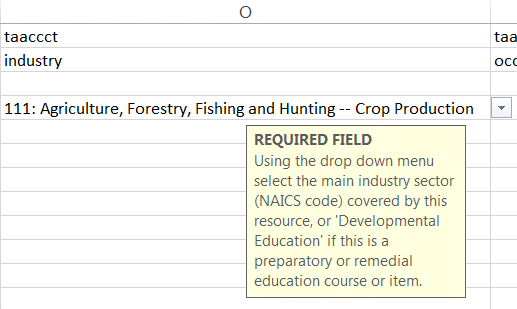 O
taaccct taa
industry occ
111: Agriculture, Forestry, Fishing and Hunting -- Crop Production
REQUIRED FIELD
Using the drop down menu
select the main industry sector
(NAICS code) covered by this
resource, or 'Developmental
Education' if this is a
preparatory or remedial
education course or item.